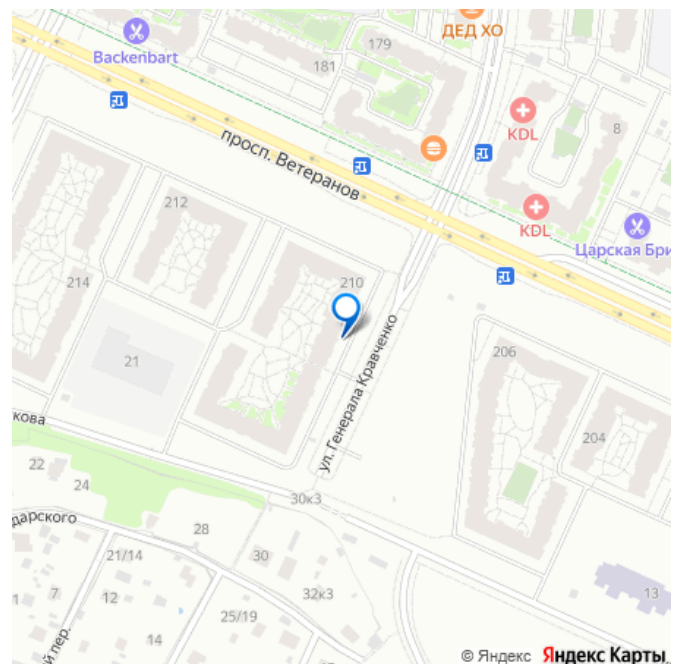 ДЕД ХО
179
Backenbart
181
KDL
8
просп. Ветеранов
212
KDL
Царская Бри
214
210
21
206
ул. Генерала Кравченко
204
кова
22
24
30к3
дарского
28
21/14
30
13
7
12
32к3
1
25/19
14
й пер.
© Яндекс Яндекс Карты